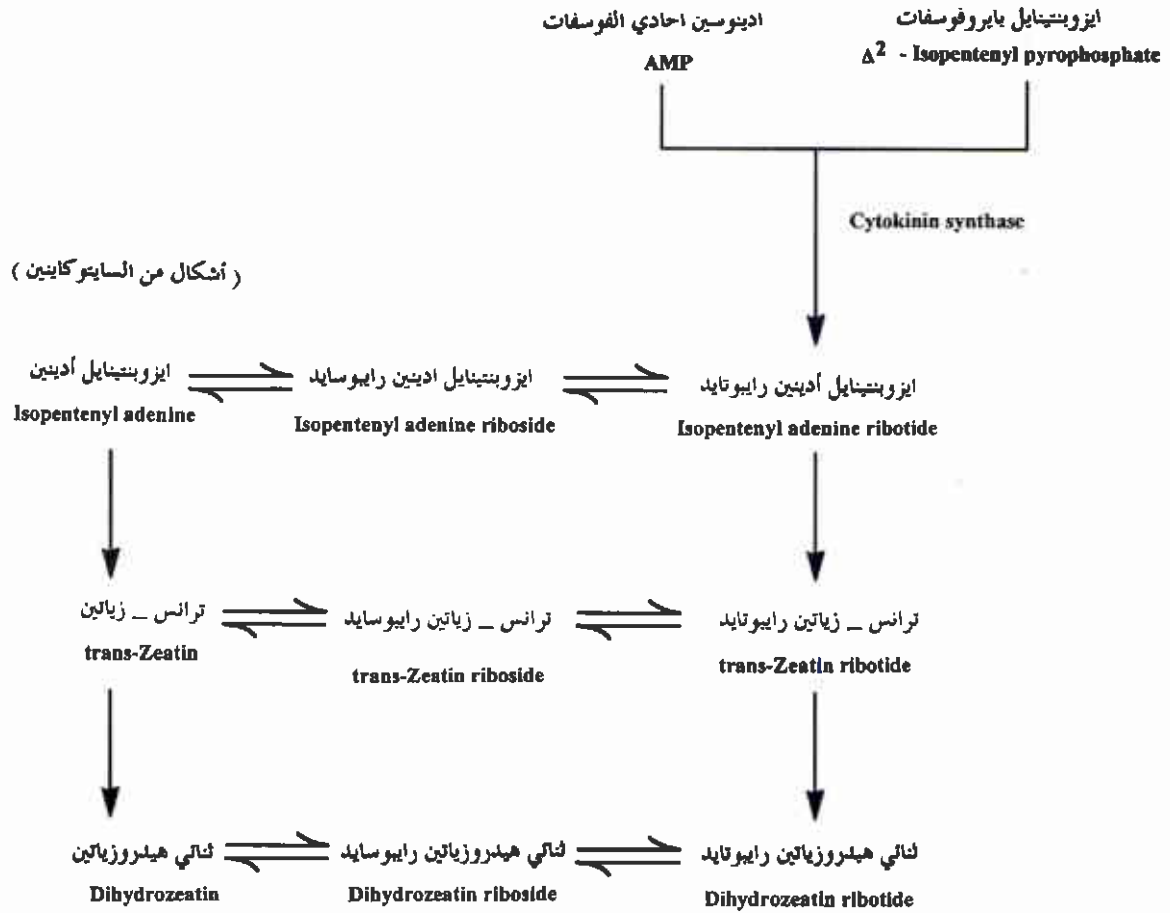 ادينوسين احادي الفوسفات
ايزوبنتينايل بايروفوسفات
AMP
Δ² - Isopentenyl pyrophosphate
Cytokinin synthase
( أشكال من السايتوكاينين )
ايزوبنتينايل أدينين
ايزوبنتينايل ادينين رايبوسايد
ايزوبنتينايل أدينين رايبوتايد
Isopentenyl adenine
Isopentenyl adenine riboside
Isopentenyl adenine ribotide
ترانس _ زياتين
ترانس _ زياتين رايبوسايد
ترانس _ زياتين رايبوتايد
trans-Zeatin
trans-Zeatin riboside
trans-Zeatin ribotide
ثنائي هيدروزياتين
ثنائي هيدروزياتين رايبوسايد
ثنائي هيدروزياتين رايبوتايد
Dihydrozeatin
Dihydrozeatin riboside
Dihydrozeatin ribotide